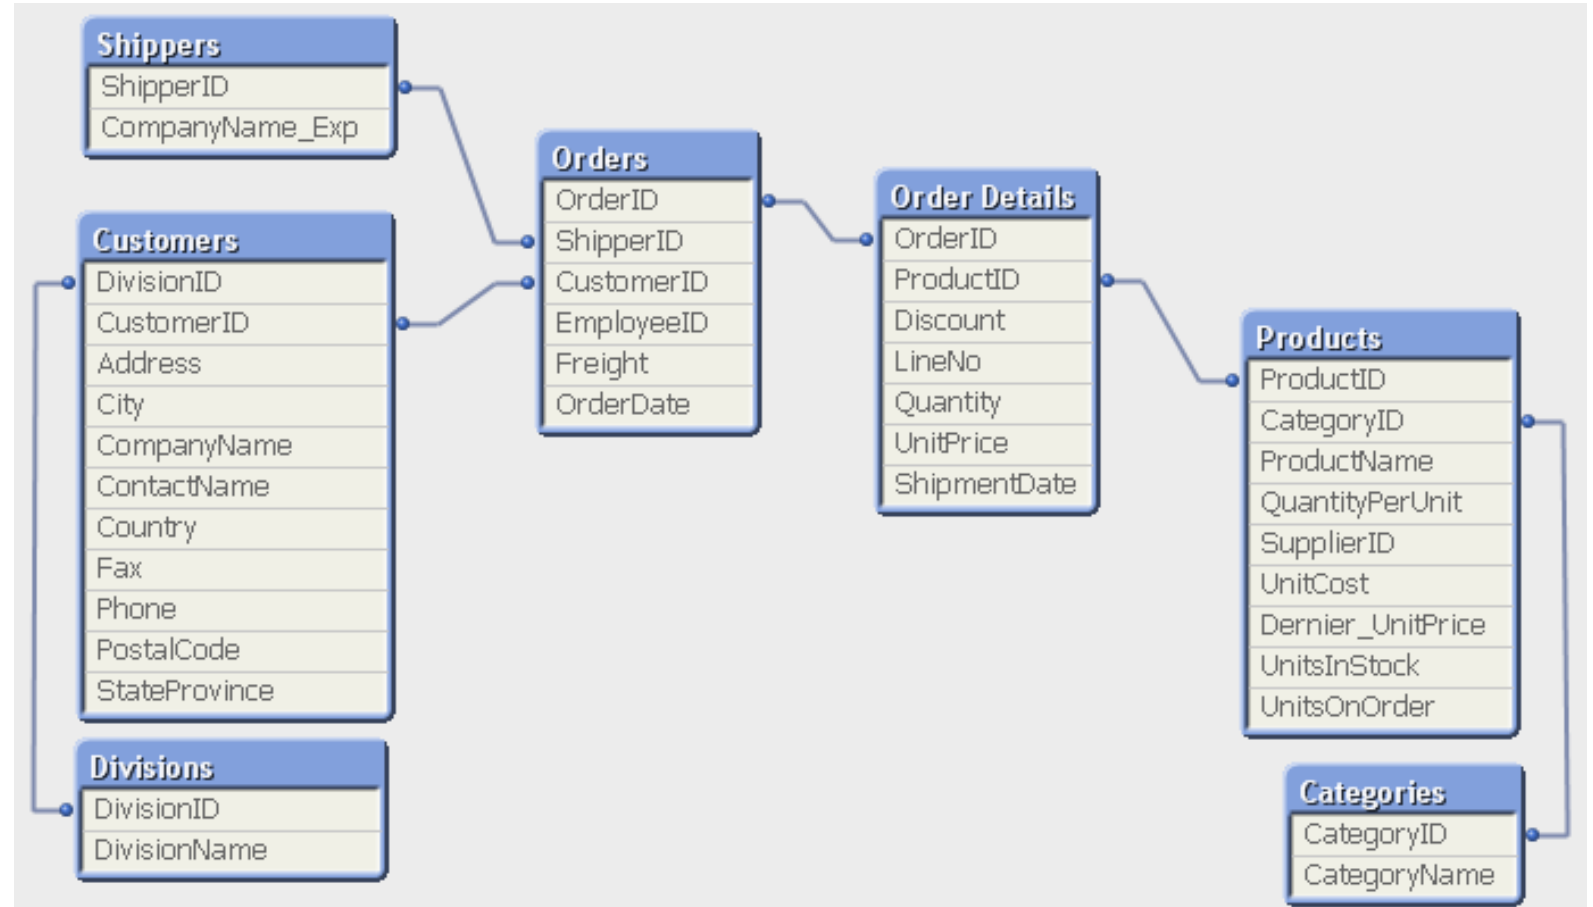 Shippers
ShipperID
CompanyName_Exp
Customers
DivisionID
CustomerID
Address
City
CompanyName
ContactName
Country
Fax
Phone
PostalCode
StateProvince
Divisions
DivisionID
DivisionName
Orders
OrderID
ShipperID
CustomerID
EmployeeID
Freight
OrderDate
Order Details
OrderID
ProductID
Discount
LineNo
Quantity
UnitPrice
ShipmentDate
Products
ProductID
CategoryID
ProductName
QuantityPerUnit
SupplierID
UnitCost
Dernier_UnitPrice
UnitsInStock
UnitsOnOrder
Categories
CategoryID
CategoryName